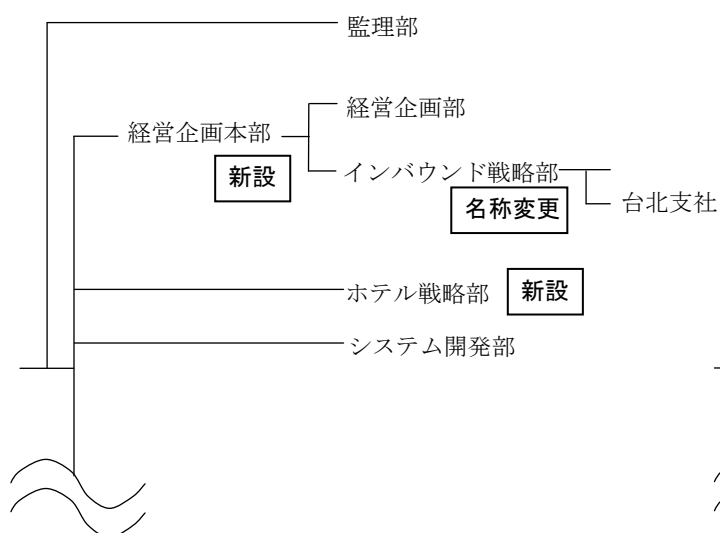 監理部
経営企画部
経営企画本部
新設
インバウンド戦略部
名称変更
台北支社
ホテル戦略部
新設
システム開発部